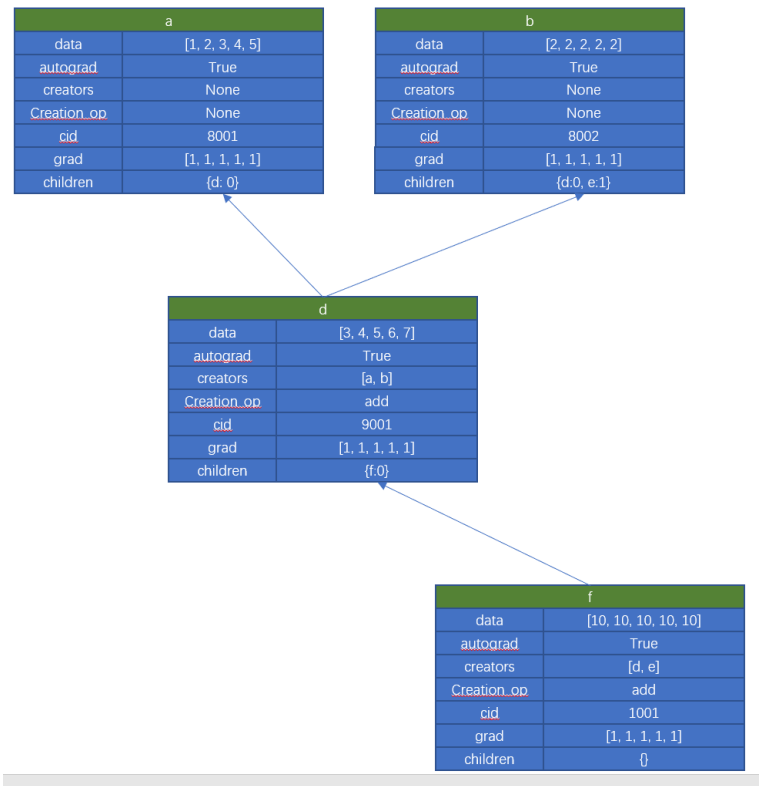 a
data [1, 2, 3, 4, 5]
autograd True
creators None
Creation_op None
cid 8001
grad [1, 1, 1, 1, 1]
children {d: 0}
b
data [2, 2, 2, 2, 2]
autograd True
creators None
Creation_op None
cid 8002
grad [1, 1, 1, 1, 1]
children {d:0, e:1}
d
data [3, 4, 5, 6, 7]
autograd True
creators [a, b]
Creation_op add
cid 9001
grad [1, 1, 1, 1, 1]
children {f:0}
f
data [10, 10, 10, 10, 10]
autograd True
creators [d, e]
Creation_op add
cid 1001
grad [1, 1, 1, 1, 1]
children {}